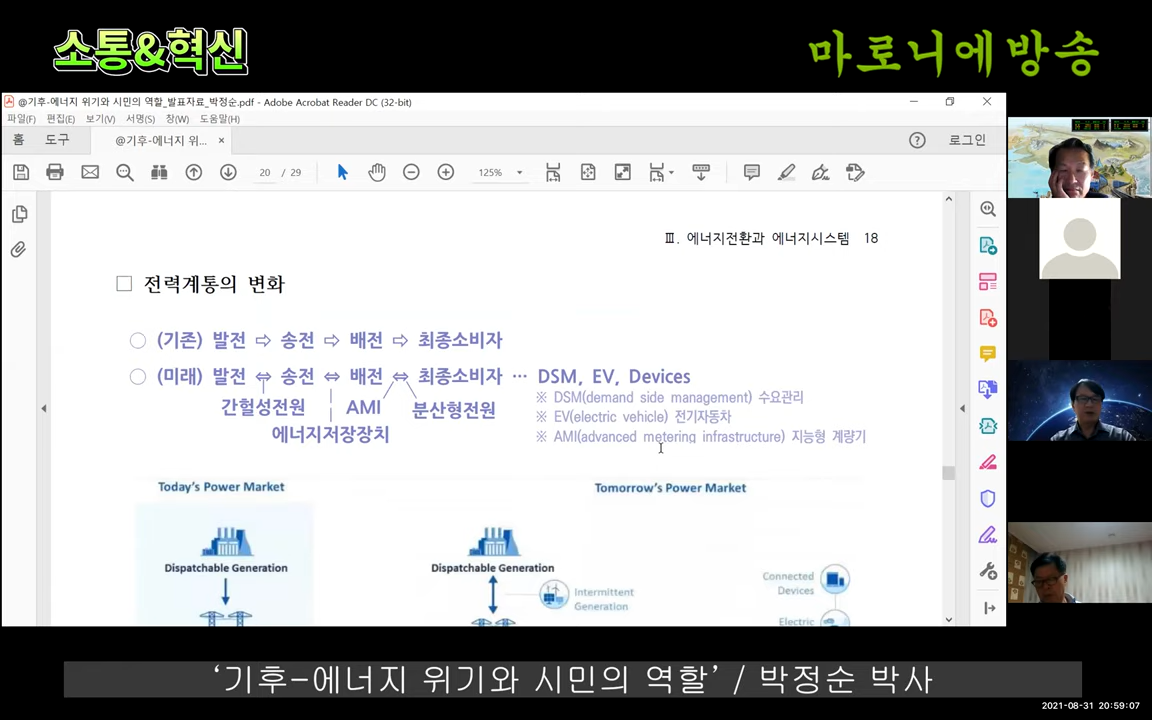 소통&혁신
마로니에방송
@기후-에너지 위기와 시민의 역할_발표자료_박정순.pdf - Adobe Acrobat Reader DC (32-bit)
파일(F) 편집(E) 보기(V) 서명(S) 창(W) 도움말(H)
홈 도구 @기후-에너지 위... × 로그인
20 / 29 125%
Ⅲ. 에너지전환과 에너지시스템 18
□ 전력계통의 변화
○ (기존) 발전 ⇨ 송전 ⇨ 배전 ⇨ 최종소비자
○ (미래) 발전 ⇔ 송전 ⇔ 배전 ⇔ 최종소비자 ⋯ DSM, EV, Devices
간헐성전원 AMI 분산형전원
에너지저장장치
※ DSM(demand side management) 수요관리
※ EV(electric vehicle) 전기자동차
※ AMI(advanced metering infrastructure) 지능형 계량기
Today's Power Market
Tomorrow's Power Market
Dispatchable Generation
Dispatchable Generation
Intermittent
Generation
Connected
Devices
Electric
‘기후-에너지 위기와 시민의 역할’ / 박정순 박사
2021-08-31 20:59:07